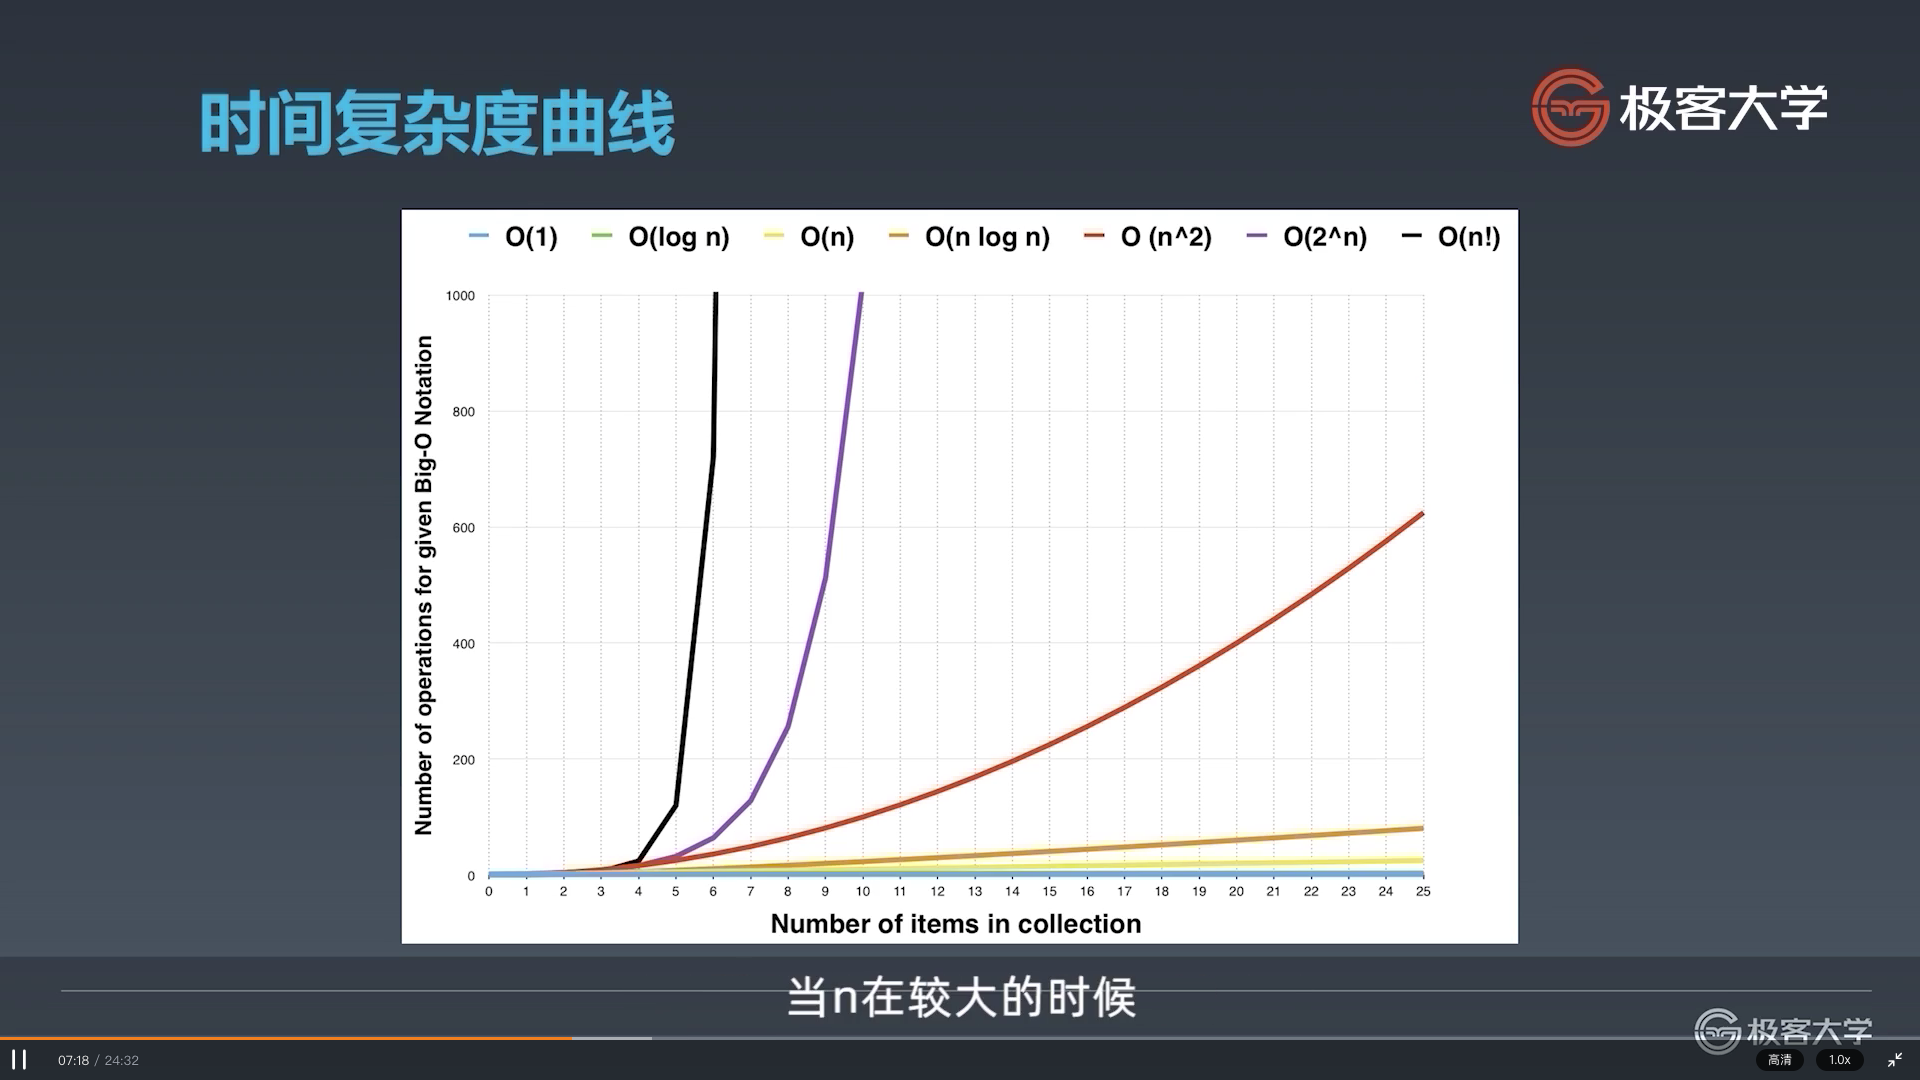 时间复杂度曲线
极客大学
O(1) O(log n) O(n) O(n log n) O (n^2) O(2^n) O(n!)
Number of operations for given Big-O Notation
1000
800
600
400
200
0
0 1 2 3 4 5 6 7 8 9 10 11 12 13 14 15 16 17 18 19 20 21 22 23 24 25
Number of items in collection
当n在较大的时候
极客大学
07:18 / 24:32
高清
1.0x